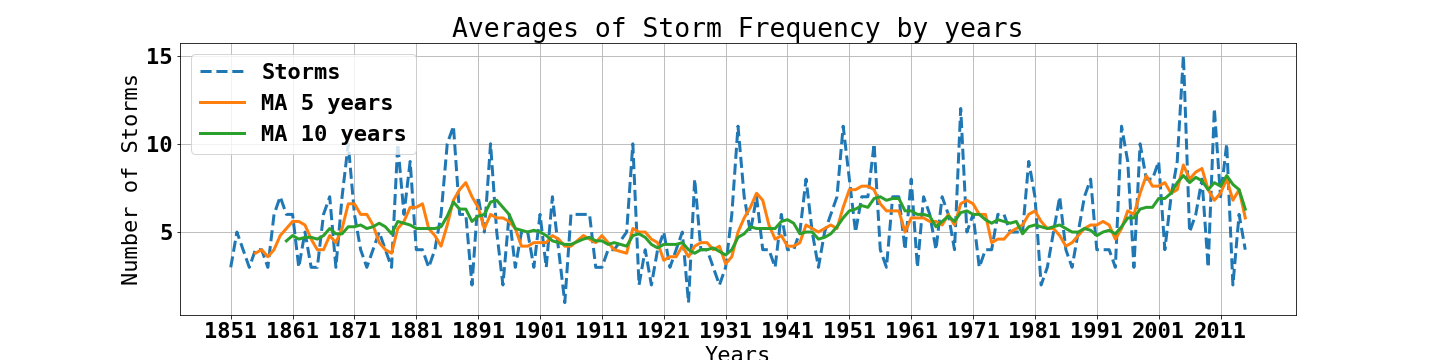 Averages of Storm Frequency by years
Number of Storms
15
10
5
Storms
MA 5 years
MA 10 years
1851 1861 1871 1881 1891 1901 1911 1921 1931 1941 1951 1961 1971 1981 1991 2001 2011
Years